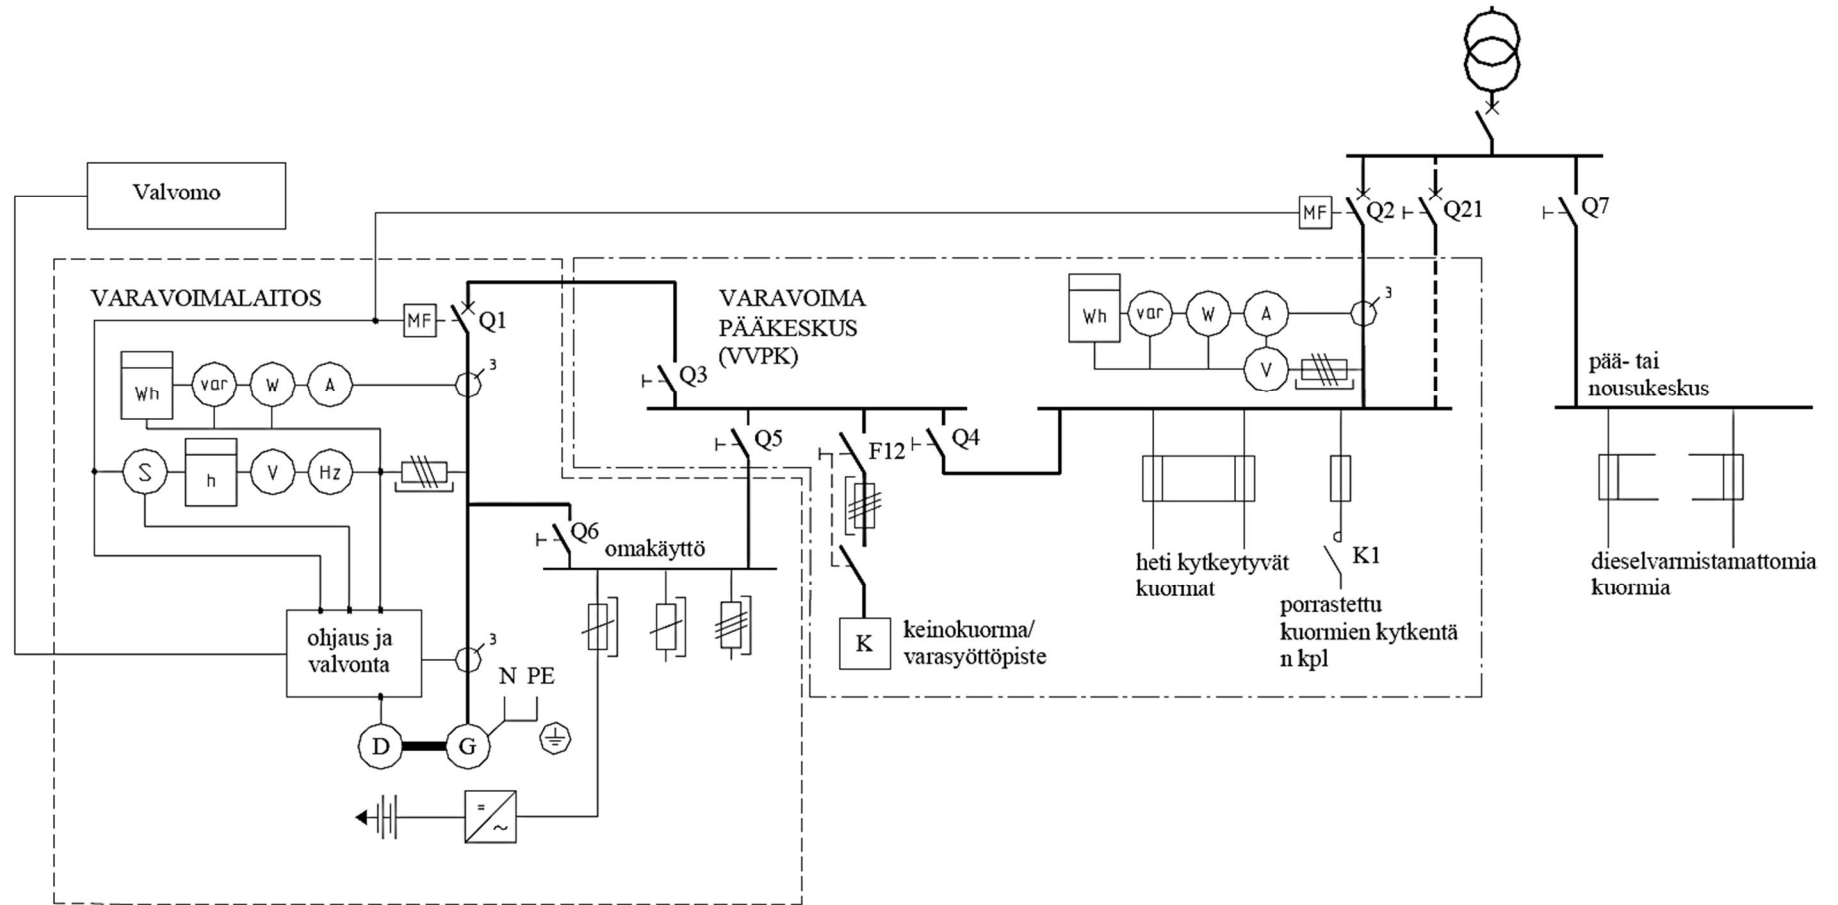 Valvomo
MF
Q2
Q21
Q7
VARAVOIMALAITOS
MF
Q1
VARAVOIMA
PÄÄKESKUS
(VVPK)
Wh
var
W
A
3
V
Q3
pää- tai
nousukeskus
Wh
var
W
A
3
S
h
V
Hz
Q5
F12
Q4
Q6
omakäyttö
heti kytkeytyvät
kuormat
K1
dieselvarmistamattomia
kuormia
porrastettu
kuormien kytkentä
n kpl
ohjaus ja
valvonta
3
K
keinokuorma/
varasyöttöpiste
N PE
D
G
=
~